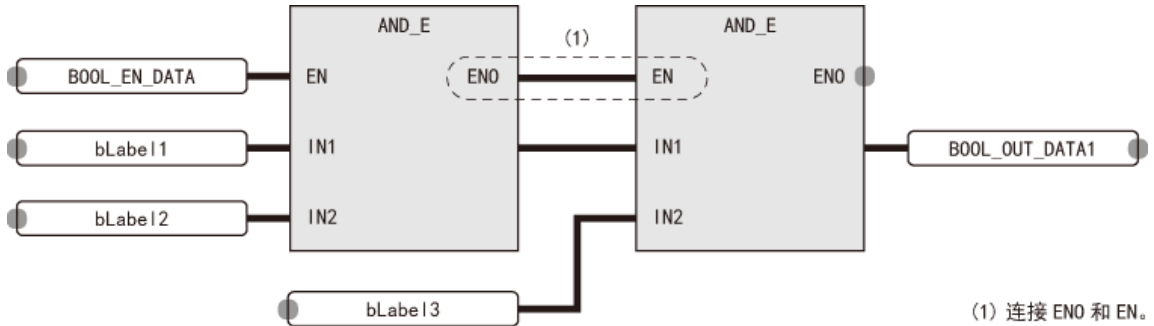 AND_E
AND_E
(1)
BOOL_EN_DATA
EN
ENO
EN
ENO
bLabel1
IN1
IN1
BOOL_OUT_DATA1
bLabel2
IN2
IN2
bLabel3
(1) 连接 ENO 和 EN。